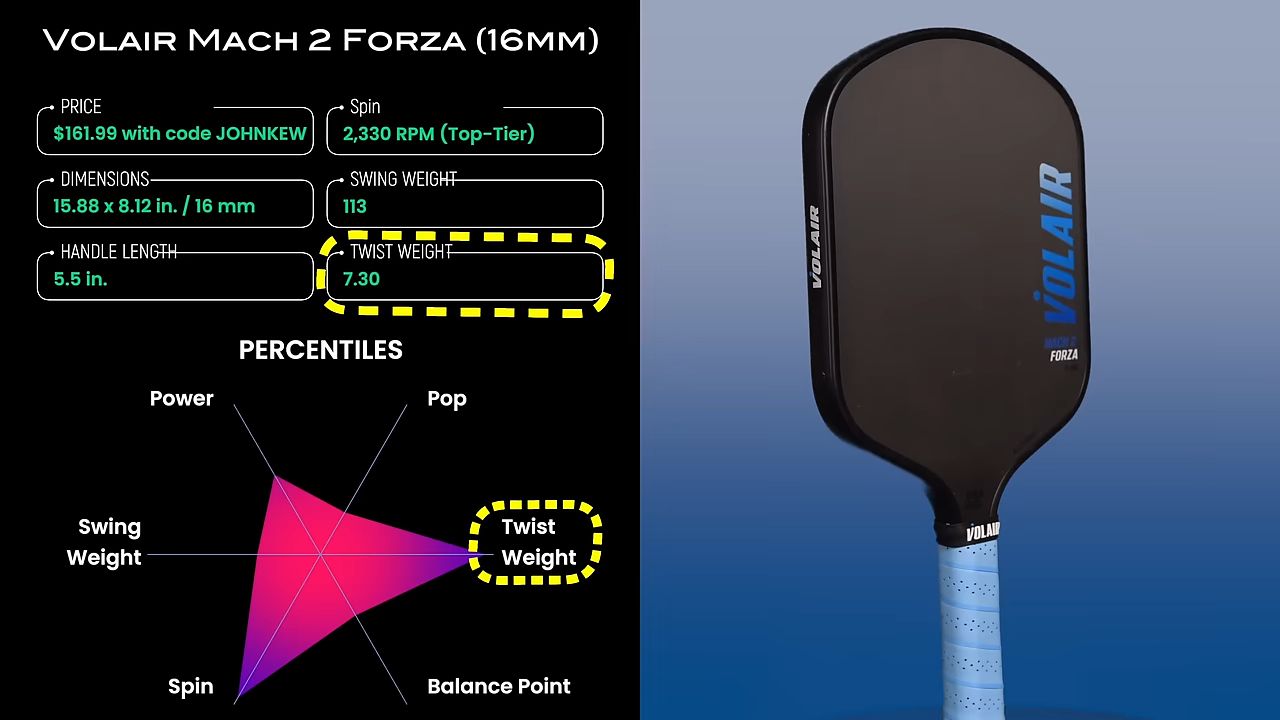 VOLAIR MACH 2 FORZA (16MM)
PRICE
$161.99 with code JOHNKEW
Spin
2,330 RPM (Top-Tier)
DIMENSIONS
15.88 x 8.12 in. / 16 mm
SWING WEIGHT
113
HANDLE LENGTH
5.5 in.
TWIST WEIGHT
7.30
PERCENTILES
Power
Pop
Swing
Weight
Twist
Weight
Spin
Balance Point
VOLAIR
VOLAIR
MACH 2
FORZA
VOLAIR